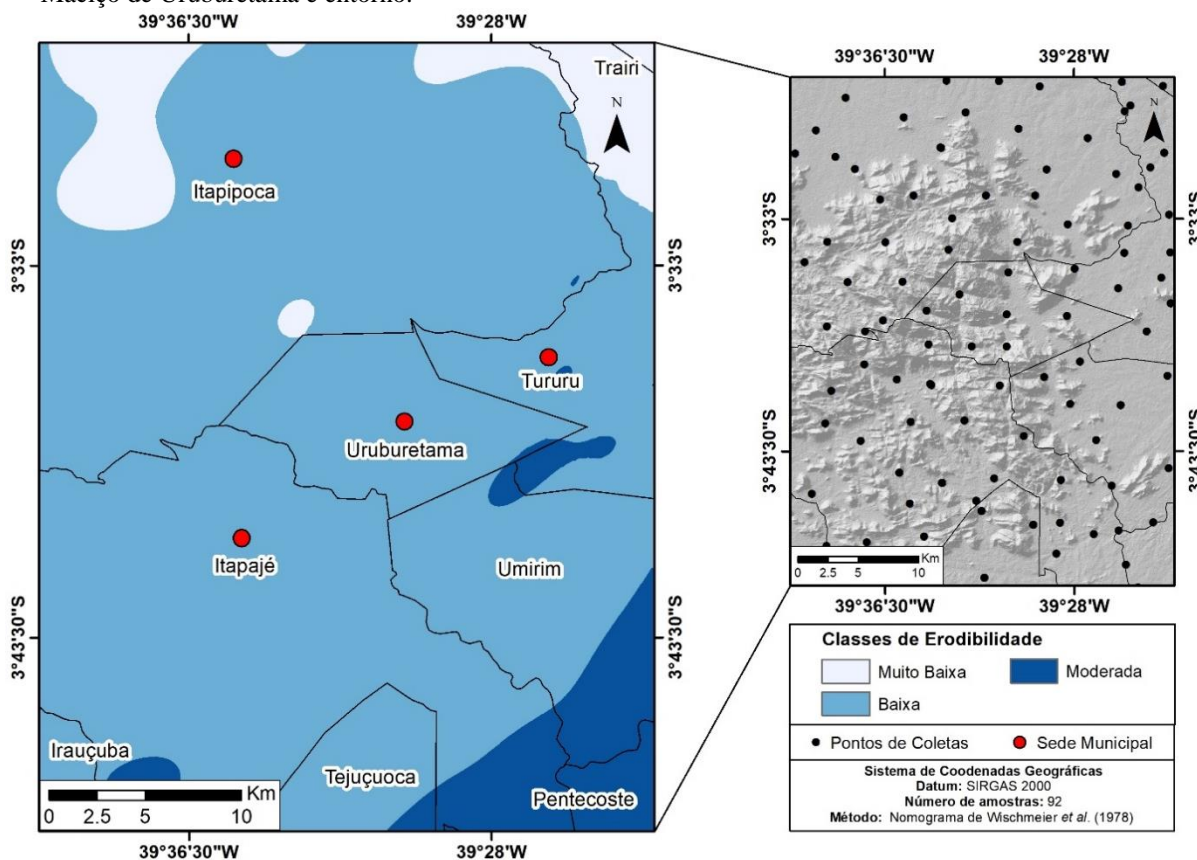 Maciço de Uruburetama e entorno.
39°36'30"W 39°28'W
39°36'30"W 39°28'W
Trairi
N
N
Itapipoca
3°33'S 3°33'S
3°33'S
Tururu
Uruburetama
3°43'30"S
Itapajé
Umirim
Km
0 2.5 5 10
39°36'30"W 39°28'W
3°43'30"S 3°43'30"S
Classes de Erodibilidade
Muito Baixa Moderada
Baixa
Irauçuba
Tejuçuoca
Pentecoste
Km
0 2.5 5 10
Pontos de Coletas Sede Municipal
Sistema de Coodenadas Geográficas
Datum: SIRGAS 2000
Número de amostras: 92
Método: Nomograma de Wischmeier et al. (1978)
39°36'30"W 39°28'W